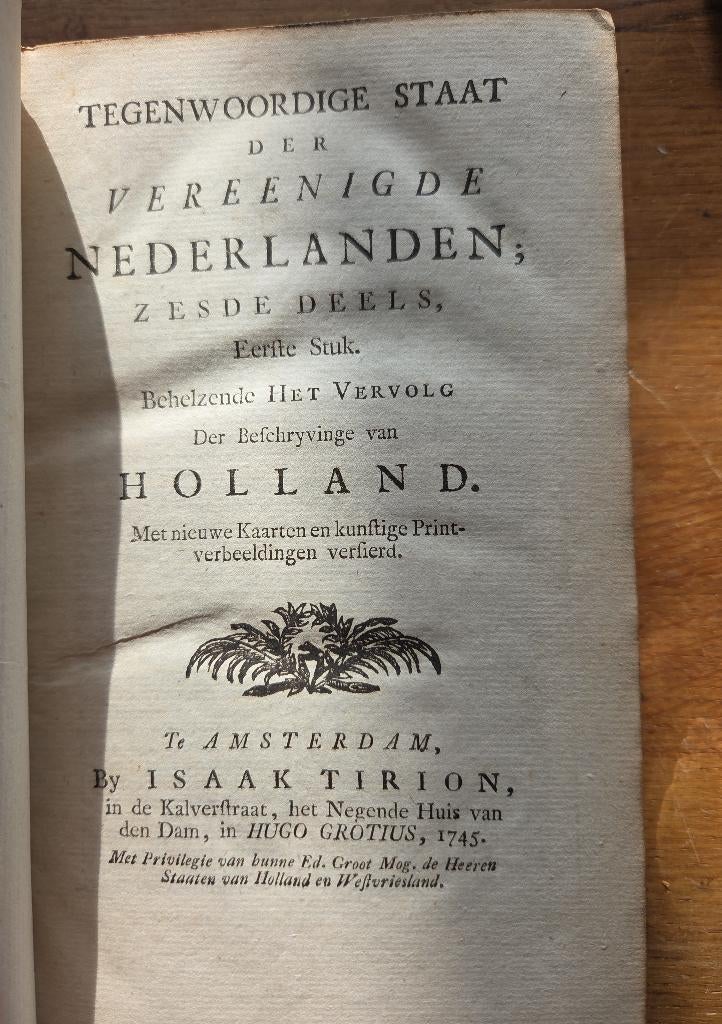 TEGENWOORDIGE STAAT
DER
VEREENIGDE
NEDERLANDEN;
ZESDE DEELS,
Eerſte Stuk.
Behelzende HET VERVOLG
Der Beſchryvinge van
HOLLAND.
Met nieuwe Kaarten en kunſtige Print-
verbeeldingen verſierd.
Te AMSTERDAM,
By ISAAK TIRION,
in de Kalverſtraat, het Negende Huis van
den Dam, in HUGO GROTIUS, 1745.
Met Privilegie van hunne Ed. Groot Mog. de Heeren
Staaten van Holland en Weſtvriesland.